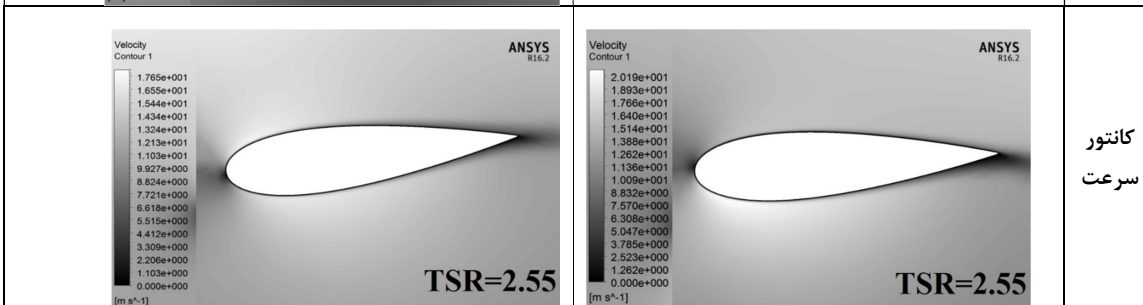 Velocity
Contour 1
ANSYS
R16.2
1.765e+001
1.655e+001
1.544e+001
1.434e+001
1.324e+001
1.213e+001
1.103e+001
9.927e+000
8.824e+000
7.721e+000
6.618e+000
5.515e+000
4.412e+000
3.309e+000
2.206e+000
1.103e+000
0.000e+000
[m s^-1]
TSR=2.55
Velocity
Contour 1
ANSYS
R16.2
2.019e+001
1.893e+001
1.766e+001
1.640e+001
1.514e+001
1.388e+001
1.262e+001
1.136e+001
1.009e+001
8.832e+000
7.570e+000
6.308e+000
5.047e+000
3.785e+000
2.523e+000
1.262e+000
0.000e+000
[m s^-1]
TSR=2.55
کانتور
سرعت